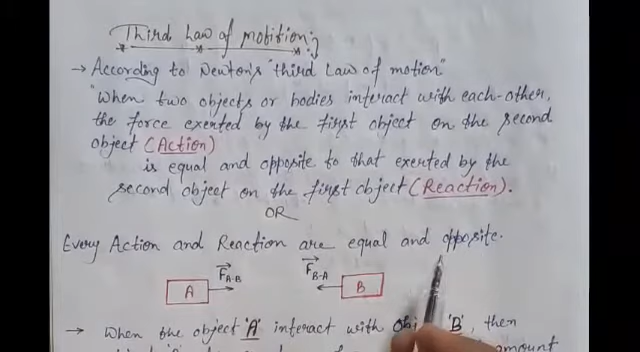 Third Law of mobition:
→ According to Newton's "third Law of motion"
"When two objects or bodies interact with each-other,
the force exerted by the first object on the second
object (Action)
is equal and opposite to that exerted by the
second object on the first object (Reaction).
OR
Every Action and Reaction are equal and opposite.
F A-B F B-A
A B
→ When the object 'A' interact with 'B', then
amount